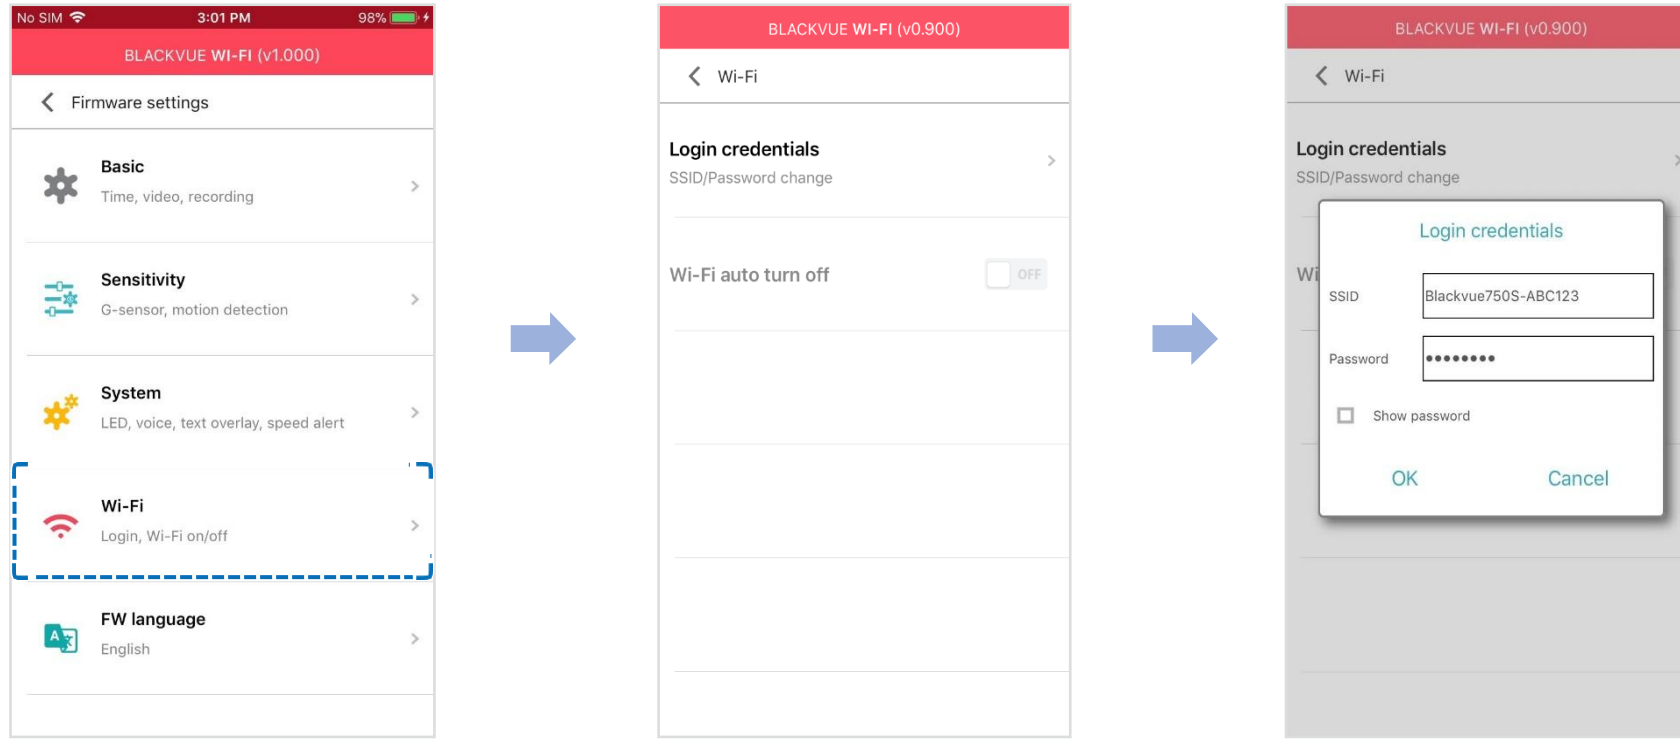 No SIM 3:01 PM 98%
BLACKVUE WI-FI (v1.000)
Firmware settings
Basic
Time, video, recording
Sensitivity
G-sensor, motion detection
System
LED, voice, text overlay, speed alert
Wi-Fi
Login, Wi-Fi on/off
FW language
A
English
BLACKVUE WI-FI (v0.900)
Wi-Fi
Login credentials
SSID/Password change
Wi-Fi auto turn off
OFF
BLACKVUE WI-FI (v0.900)
Wi-Fi
Login credentials
SSID/Password change
Wi
Login credentials
SSID Blackvue750S-ABC123
Password ••••••••
Show password
OK Cancel